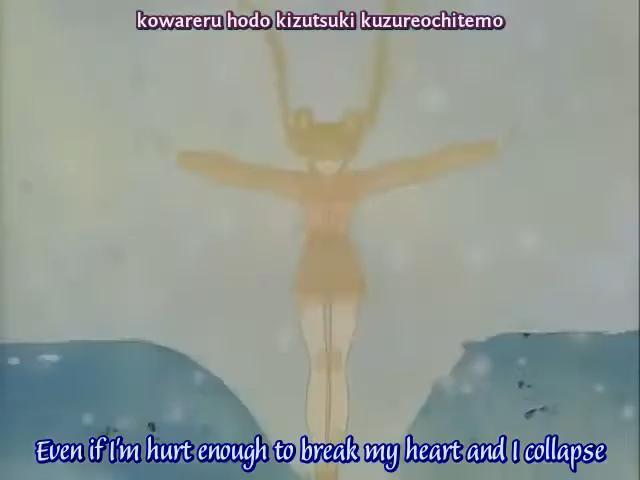 kowareru hodo kizutsuki kuzureochitemo
Even if I'm hurt enough to break my heart and I collapse